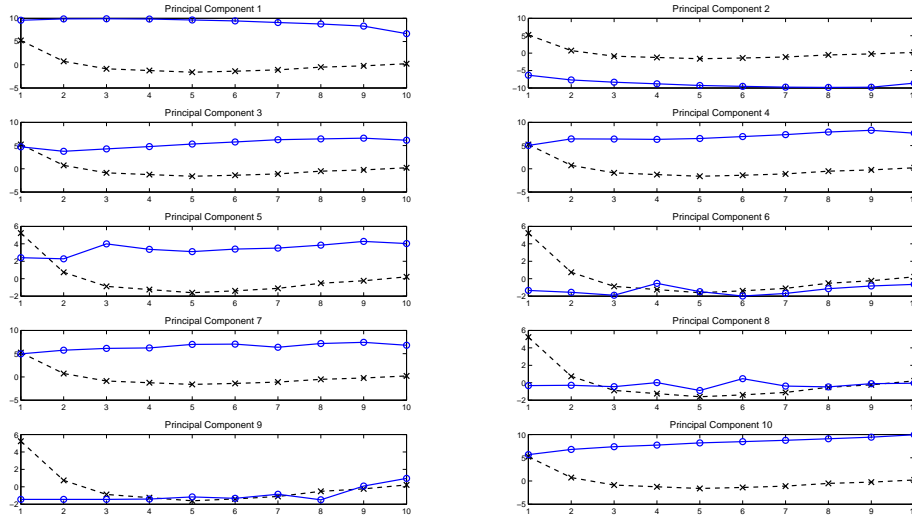 Principal Component 1
10
5
0
−5
1 2 3 4 5 6 7 8 9 10
Principal Component 2
10
5
0
−5
−10
1 2 3 4 5 6 7 8 9 1
Principal Component 3
10
5
0
−5
1 2 3 4 5 6 7 8 9 10
Principal Component 4
10
5
0
−5
1 2 3 4 5 6 7 8 9 1
Principal Component 5
6
4
2
0
−2
1 2 3 4 5 6 7 8 9 10
Principal Component 6
6
4
2
0
−2
1 2 3 4 5 6 7 8 9 1
Principal Component 7
10
5
0
−5
1 2 3 4 5 6 7 8 9 10
Principal Component 8
6
4
2
0
−2
1 2 3 4 5 6 7 8 9 1
Principal Component 9
6
4
2
0
−2
1 2 3 4 5 6 7 8 9 10
Principal Component 10
10
5
0
−5
1 2 3 4 5 6 7 8 9 1